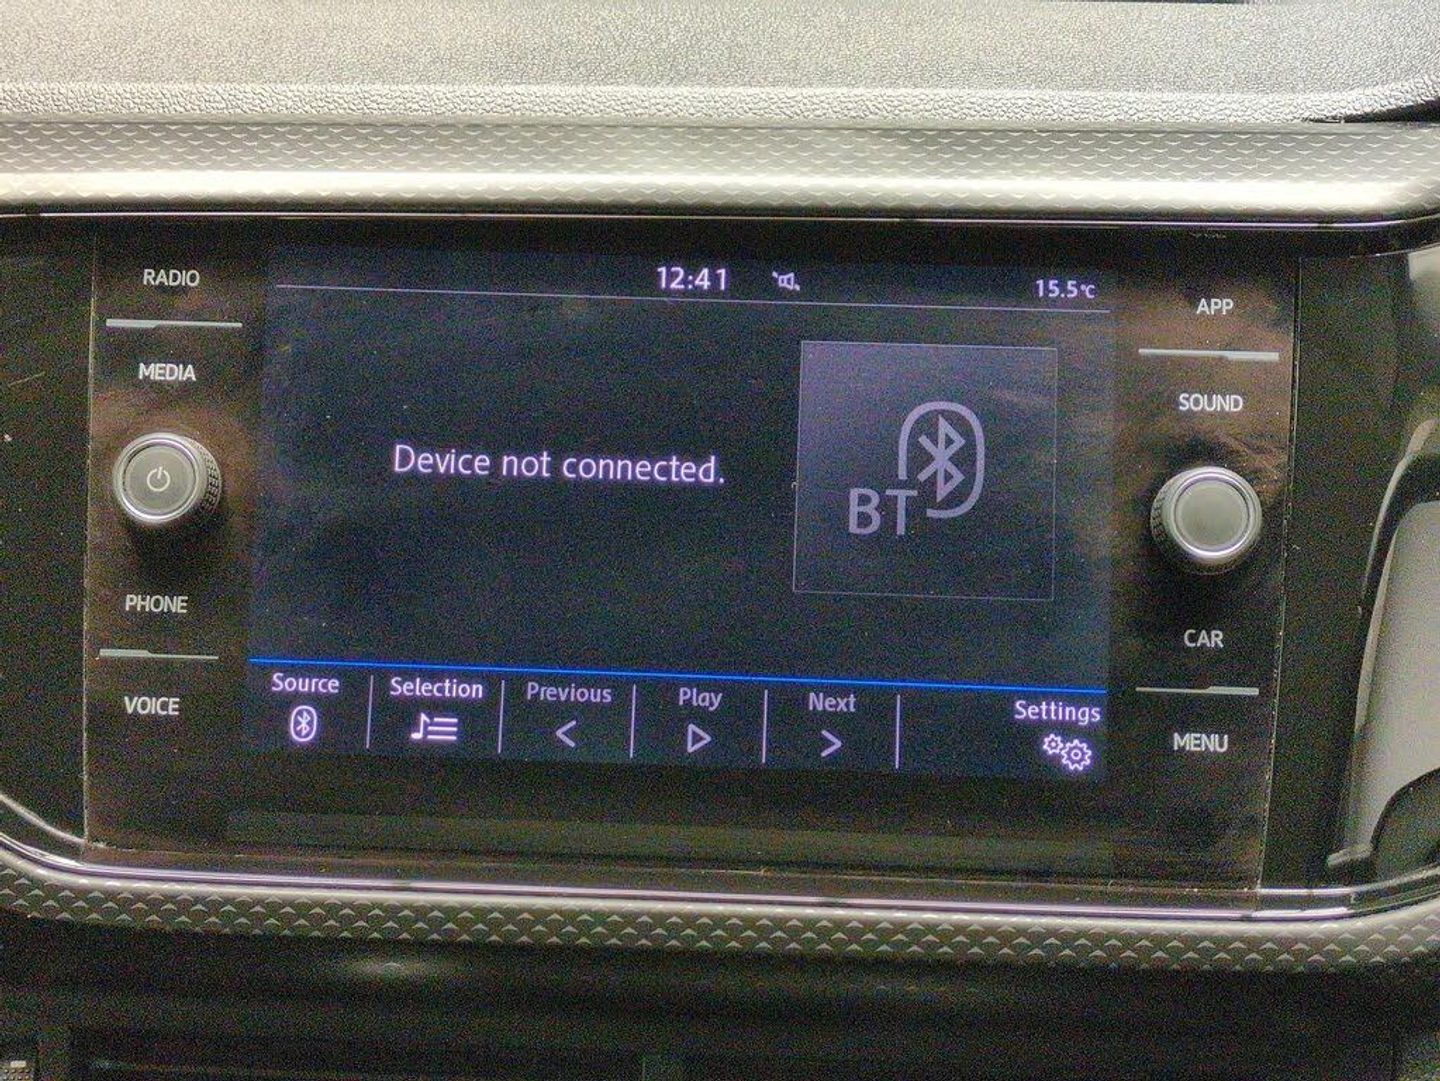 RADIO
MEDIA
PHONE
VOICE
12:41
15.5°C
Device not connected.
BT
Source
Selection
Previous
Play
Next
Settings
APP
SOUND
CAR
MENU